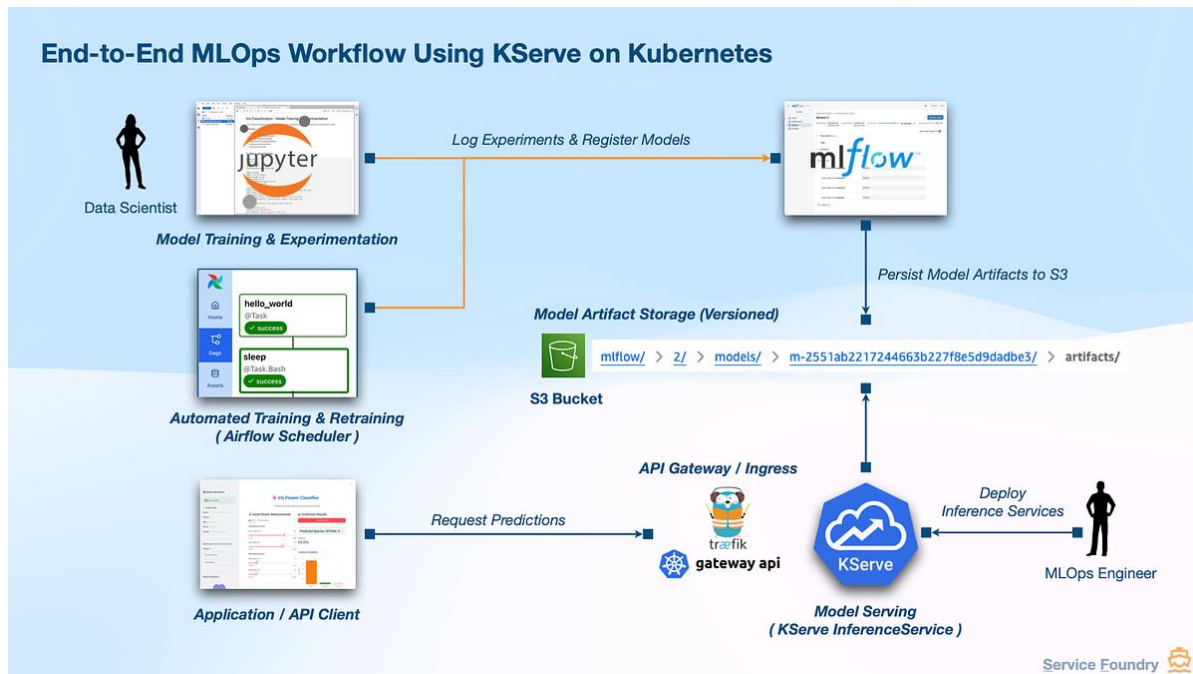 End-to-End MLOps Workflow Using KServe on Kubernetes
Data Scientist
jupyter
Model Training & Experimentation
Log Experiments & Register Models
mlflow
Persist Model Artifacts to S3
hello_world
@Task
success
sleep
@Task.Bash
success
Home
Dags
Assets
Automated Training & Retraining
( Airflow Scheduler )
Model Artifact Storage (Versioned)
mlflow/ > 2/ > models/ > m-2551ab2217244663b227f8e5d9dadbe3/ > artifacts/
S3 Bucket
Iris Flower Classifier
Application / API Client
Request Predictions
API Gateway / Ingress
træfik
gateway api
KServe
Model Serving
( KServe InferenceService )
Deploy
Inference Services
MLOps Engineer
Service Foundry